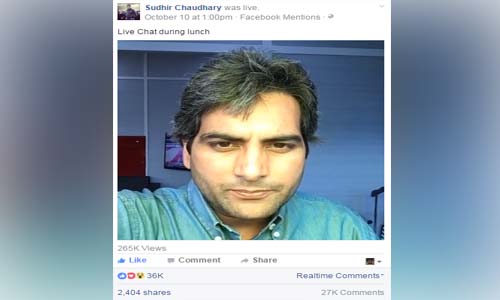 Sudhir Chaudhary was live.
October 10 at 1:00pm · Facebook Mentions ·
Live Chat during lunch
265K Views
Like Comment Share
36K Realtime Comments
2,404 shares 27K Comments